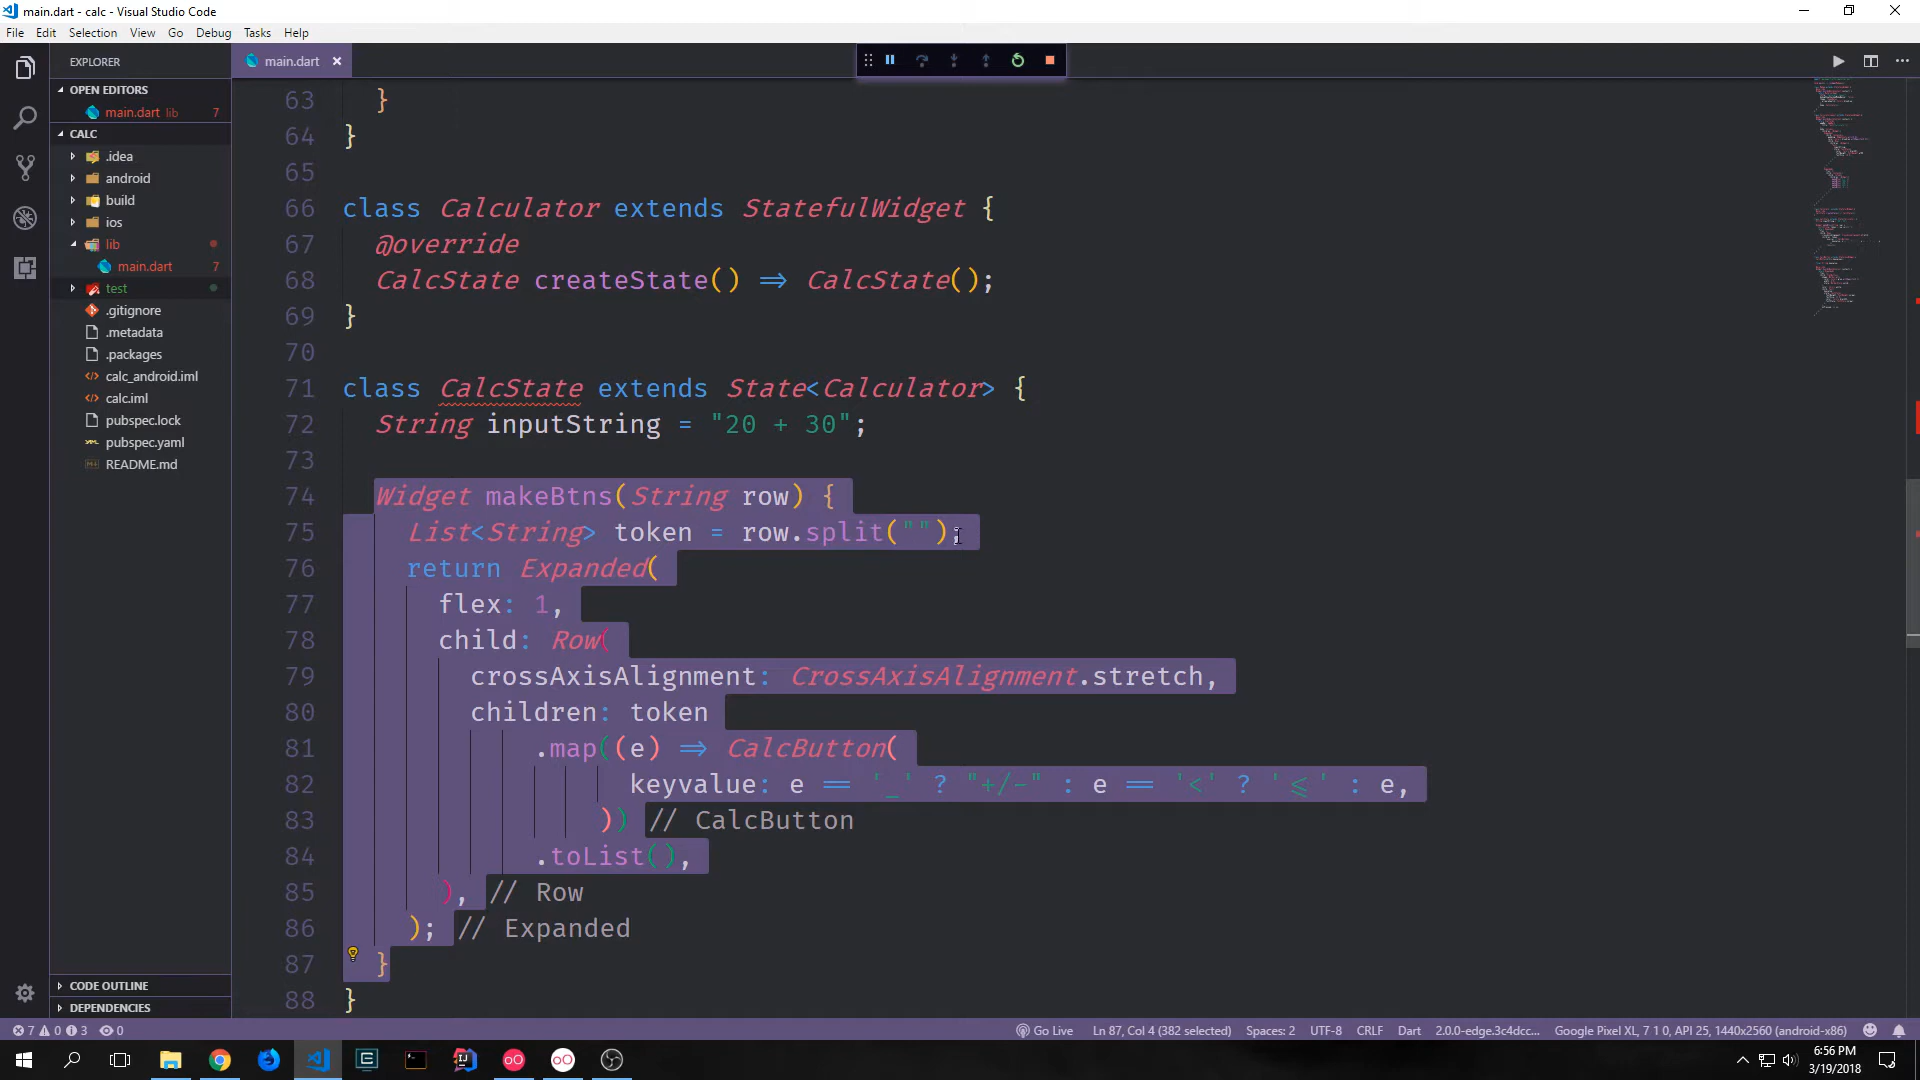 main.dart - calc - Visual Studio Code
File Edit Selection View Go Debug Tasks Help
EXPLORER
OPEN EDITORS
main.dart lib 7
CALC
.idea
android
build
ios
lib
main.dart 7
test
.gitignore
.metadata
.packages
calc_android.iml
calc.iml
pubspec.lock
pubspec.yaml
README.md
CODE OUTLINE
DEPENDENCIES
main.dart
63 }
64 }
65
66 class Calculator extends StatefulWidget {
67 @override
68 CalcState createState() => CalcState();
69 }
70
71 class CalcState extends State<Calculator> {
72 String inputString = "20 + 30";
73
74 Widget makeBtns(String row) {
75 List<String> token = row.split("");
76 return Expanded(
77 flex: 1,
78 child: Row(
79 crossAxisAlignment: CrossAxisAlignment.stretch,
80 children: token
81 .map((e) => CalcButton(
82 keyvalue: e == '_' ? "+/-" : e == '<' ? '⩽' : e,
83 )) // CalcButton
84 .toList(),
85 ), // Row
86 ); // Expanded
87 }
88 }
7 0 3 0
Go Live Ln 87, Col 4 (382 selected) Spaces: 2 UTF-8 CRLF Dart 2.0.0-edge.3c4dcc... Google Pixel XL, 7 1 0, API 25, 1440x2560 (android-x86)
6:56 PM
3/19/2018